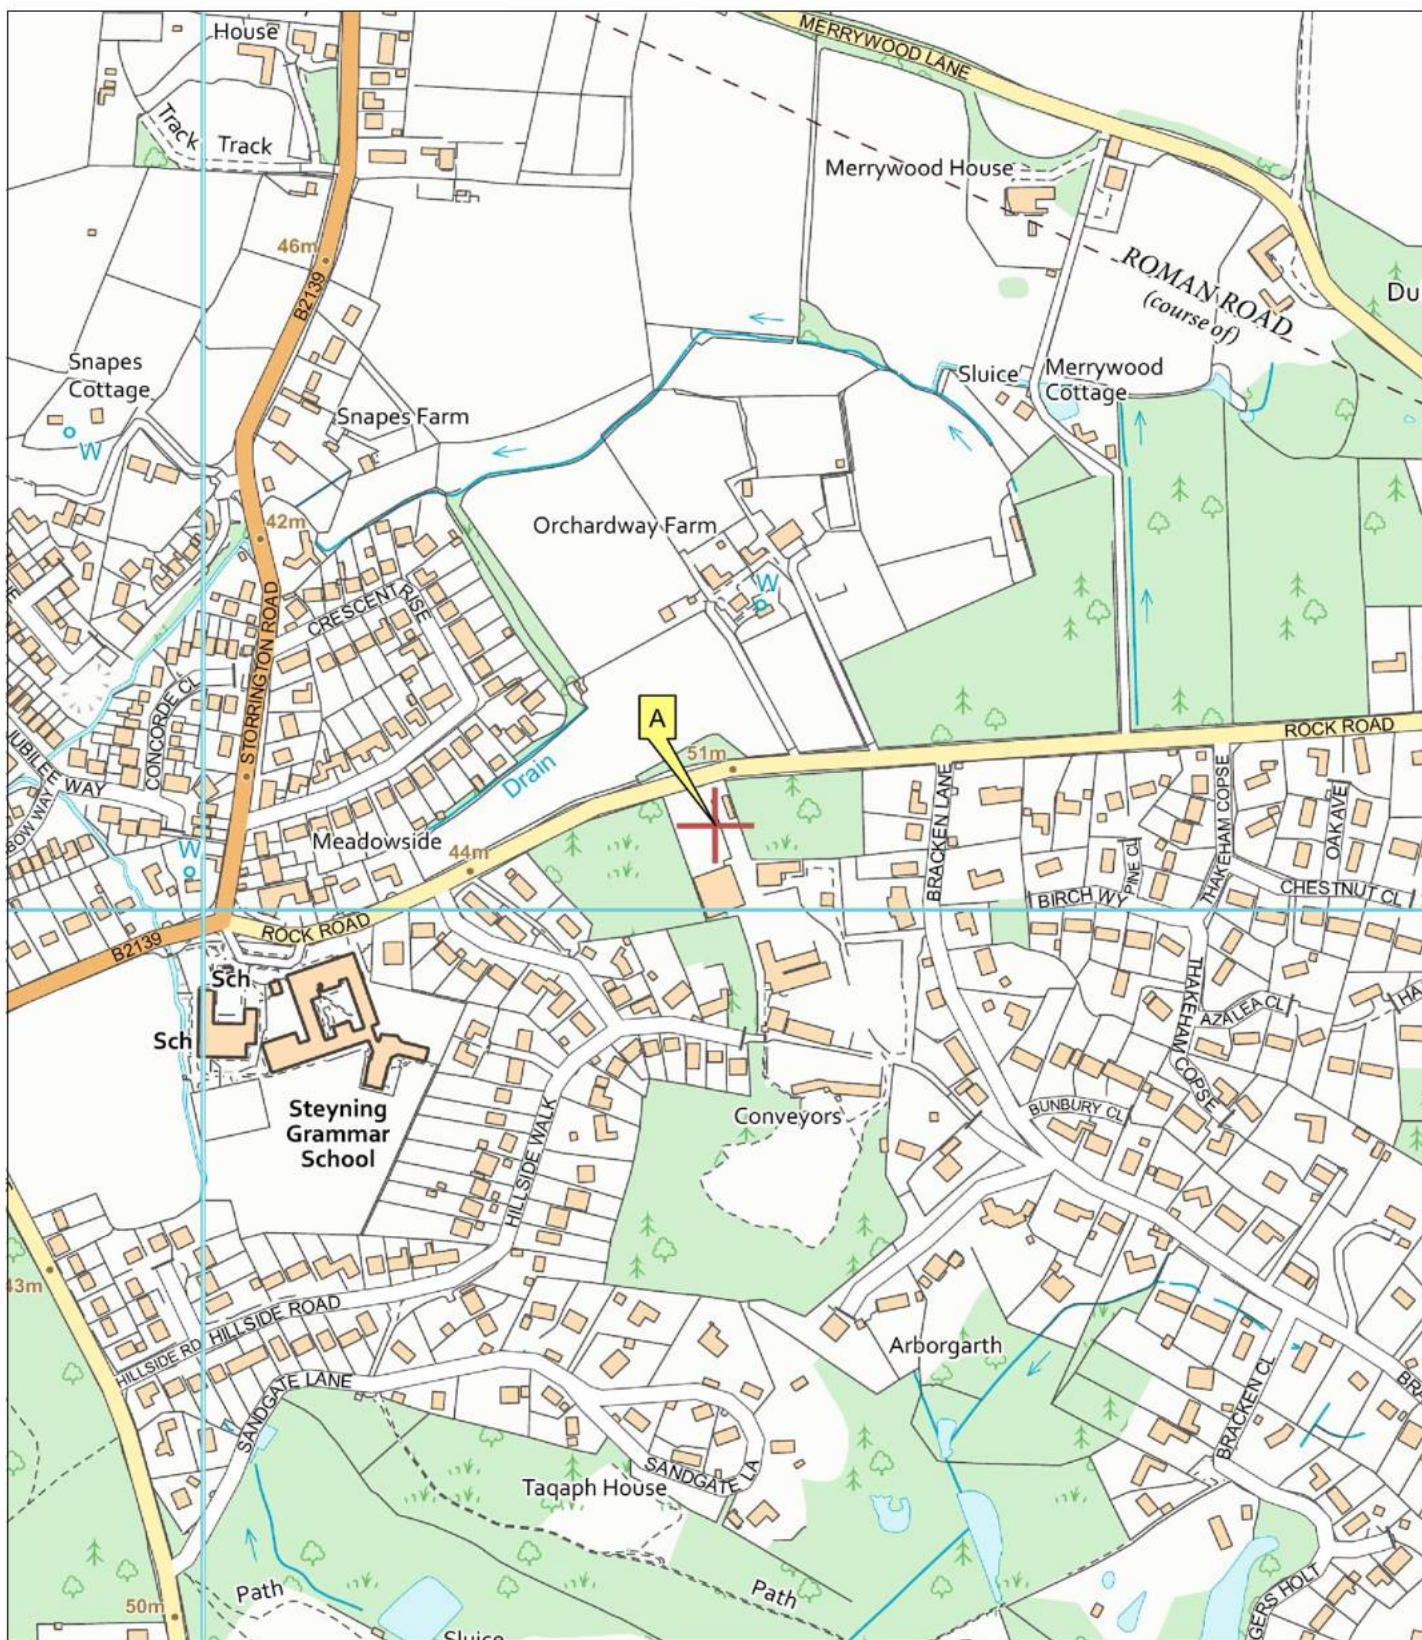 House
MERRYWOOD LANE
Track
Track
Merrywood House
46m
B2139
ROMAN ROAD
(course of)
Du
Snapes
Cottage
W
Snapes Farm
Sluice
Merrywood
Cottage
42m
Orchardway Farm
W
CRESCENT RISE
STORRINGTON ROAD
CONCORDE CL
JUBILEE WAY
BOW WAY
A
51m
ROCK ROAD
Drain
Meadowside
44m
W
BRACKEN LANE
THAKEHAM COPSE
OAK AVE
PINE CL
BIRCH WY
CHESTNUT CL
B2139
ROCK ROAD
Sch
Sch
Steyning
Grammar
School
THAKEHAM COPSE
AZALEA CL
HA
BUNBURY CL
Conveyors
HILLSIDE WALK
43m
HILLSIDE RD
HILLSIDE ROAD
SANDGATE LANE
Arborgarth
BRACKEN CL
BRA
SANDGATE LA
Taqaph House
Path
Path
50m
GERS HOLT
Sluice